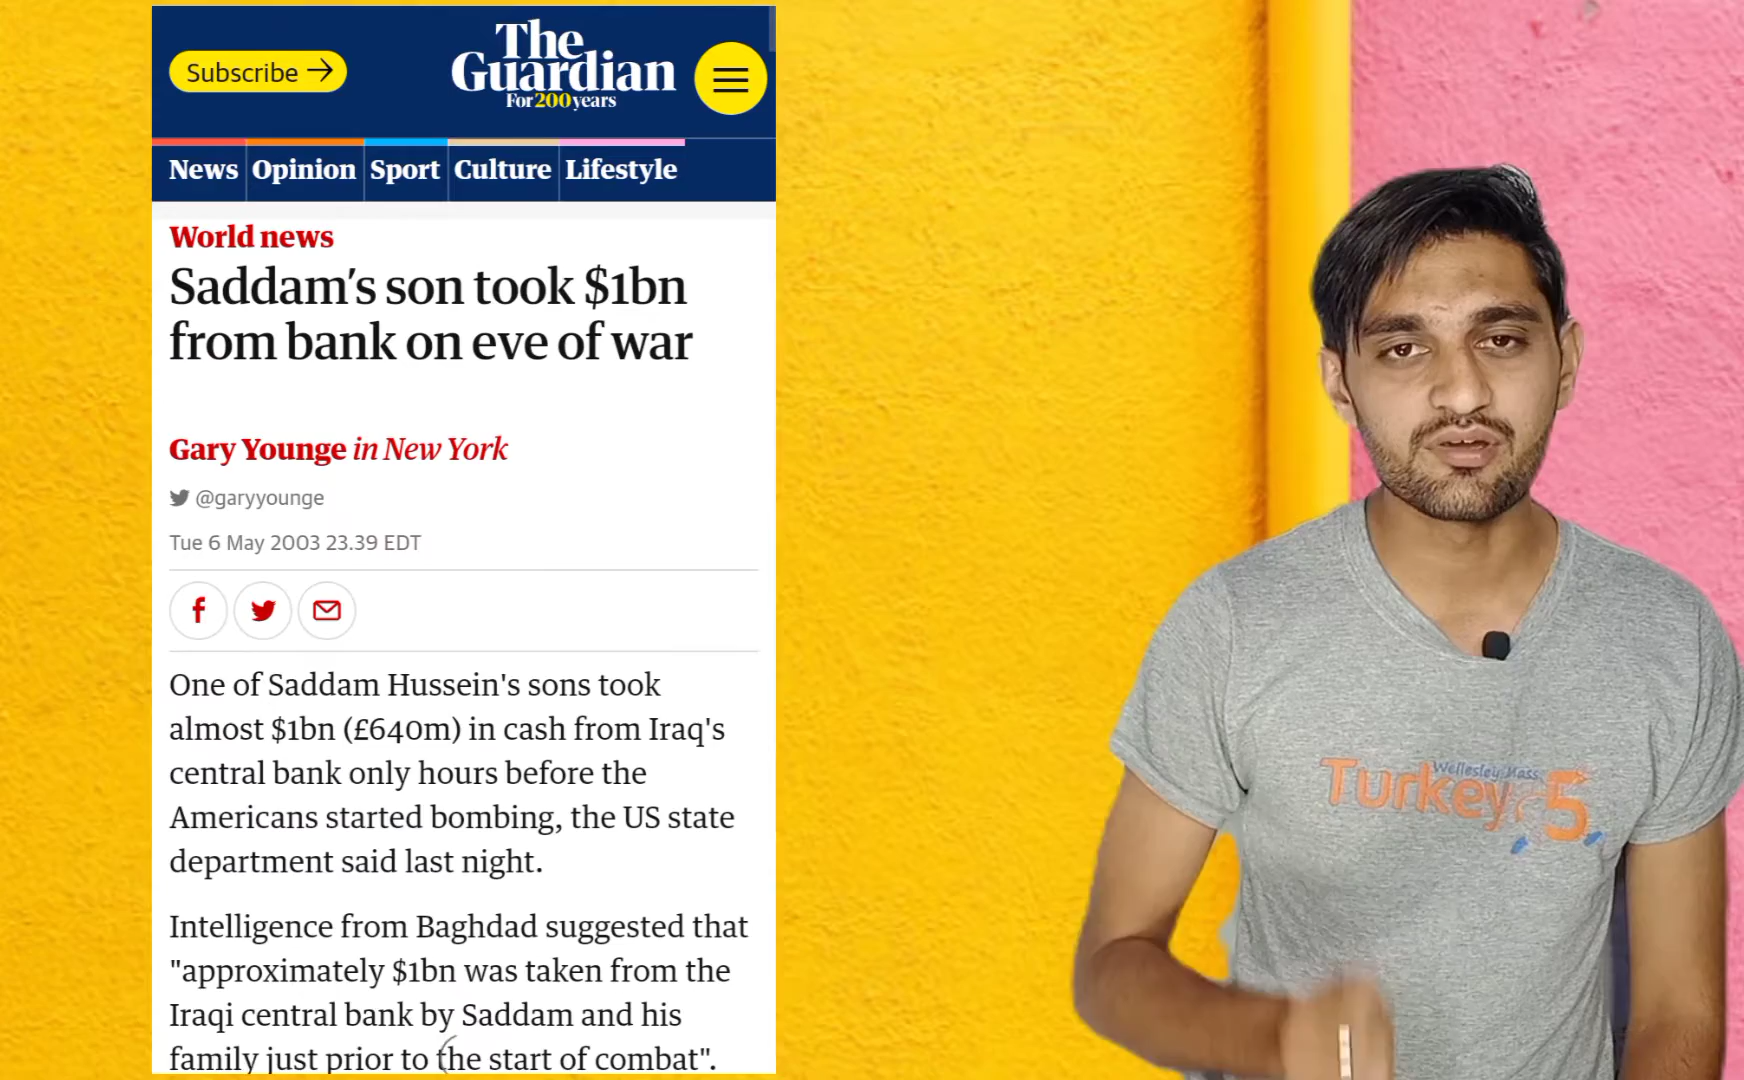 Subscribe
The
Guardian
For 200 years
News Opinion Sport Culture Lifestyle
World news
Saddam’s son took $1bn
from bank on eve of war
Gary Younge in New York
@garyyounge
Tue 6 May 2003 23.39 EDT
One of Saddam Hussein's sons took
almost $1bn (£640m) in cash from Iraq's
central bank only hours before the
Americans started bombing, the US state
department said last night.
Intelligence from Baghdad suggested that
"approximately $1bn was taken from the
Iraqi central bank by Saddam and his
family just prior to the start of combat".
Wellesley, Mass
Turkey 5